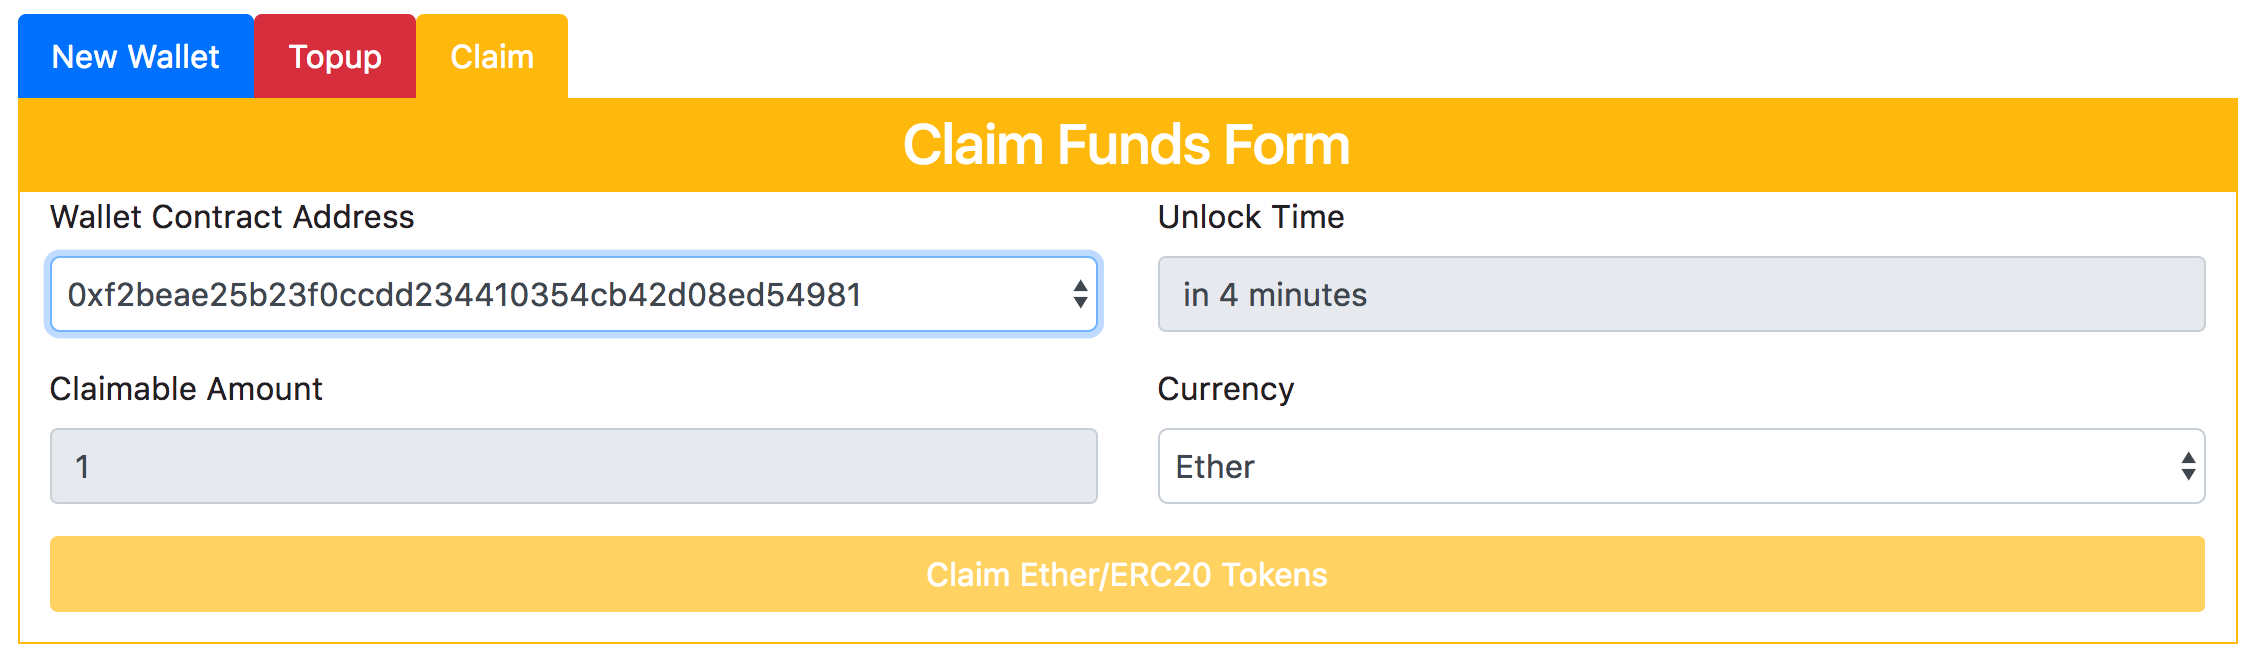 New Wallet Topup Claim
Claim Funds Form
Wallet Contract Address Unlock Time
0xf2beae25b23f0ccdd234410354cb42d08ed54981 in 4 minutes
Claimable Amount Currency
1 Ether
Claim Ether/ERC20 Tokens